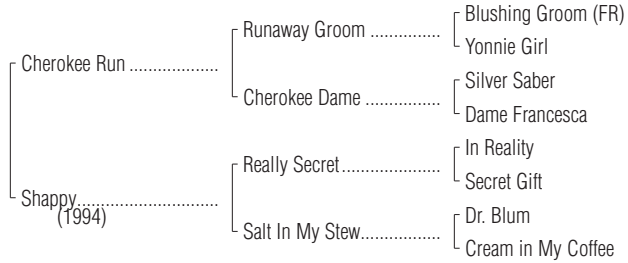 Blushing Groom (FR)
Runaway Groom ...............
Yonnie Girl
Cherokee Run ...................
Silver Saber
Cherokee Dame ................
Dame Francesca
In Reality
Really Secret.....................
Secret Gift
Shappy..............................
(1994)
Dr. Blum
Salt In My Stew.................
Cream in My Coffee